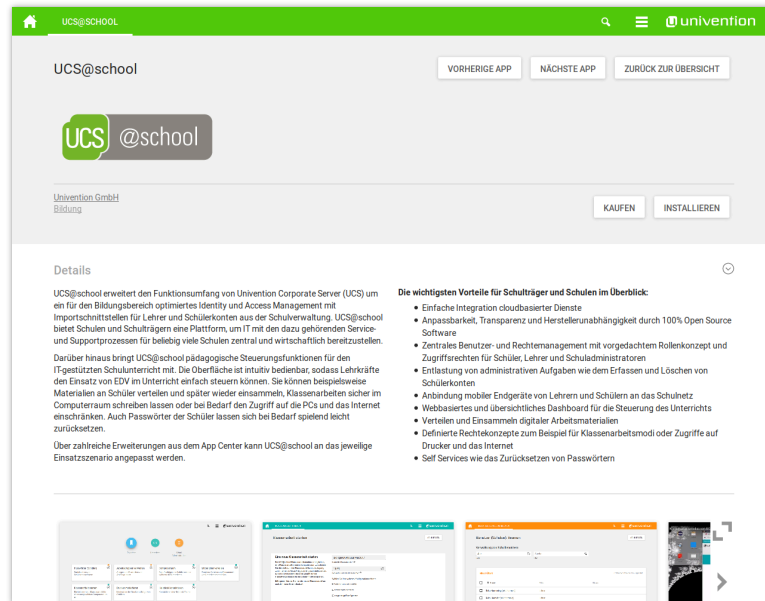 UCS@SCHOOL
univention
UCS@school
VORHERIGE APP
NÄCHSTE APP
ZURÜCK ZUR ÜBERSICHT
UCS @school
Univention GmbH
Bildung
KAUFEN
INSTALLIEREN
Details
UCS@school erweitert den Funktionsumfang von Univention Corporate Server (UCS) um
ein für den Bildungsbereich optimiertes Identity und Access Management mit
Importschnittstellen für Lehrer und Schülerkonten aus der Schulverwaltung. UCS@school
bietet Schulen und Schulträgern eine Plattform, um IT mit den dazu gehörenden Service-
und Supportprozessen für beliebig viele Schulen zentral und wirtschaftlich bereitzustellen.
Darüber hinaus bringt UCS@school pädagogische Steuerungsfunktionen für den
IT-gestützten Schulunterricht mit. Die Oberfläche ist intuitiv bedienbar, sodass Lehrkräfte
den Einsatz von EDV im Unterricht einfach steuern können. Sie können beispielsweise
Materialien an Schüler verteilen und später wieder einsammeln, Klassenarbeiten sicher im
Computerraum schreiben lassen oder bei Bedarf den Zugriff auf die PCs und das Internet
einschränken. Auch Passwörter der Schüler lassen sich bei Bedarf spielend leicht
zurücksetzen.
Über zahlreiche Erweiterungen aus dem App Center kann UCS@school an das jeweilige
Einsatzszenario angepasst werden.
Die wichtigsten Vorteile für Schulträger und Schulen im Überblick:
• Einfache Integration cloudbasierter Dienste
• Anpassbarkeit, Transparenz und Herstellerunabhängigkeit durch 100% Open Source
Software
• Zentrales Benutzer- und Rechtemanagement mit vorgedachtem Rollenkonzept und
Zugriffsrechten für Schüler, Lehrer und Schuladministratoren
• Entlastung von administrativen Aufgaben wie dem Erfassen und Löschen von
Schülerkonten
• Anbindung mobiler Endgeräte von Lehrern und Schülern an das Schulnetz
• Webbasiertes und übersichtliches Dashboard für die Steuerung des Unterrichts
• Verteilen und Einsammeln digitaler Arbeitsmaterialien
• Definierte Rechtekonzepte zum Beispiel für Klassenarbeitsmodi oder Zugriffe auf
Drucker und das Internet
• Self Services wie das Zurücksetzen von Passwörtern